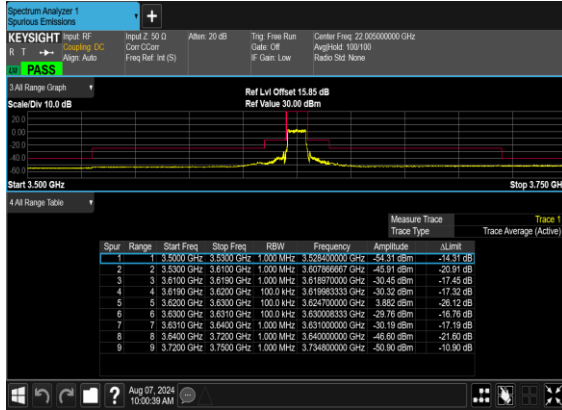 Spectrum Analyzer 1
Spurious Emissions
KEYSIGHT Input: RF Input Z: 50 Ω Atten: 20 dB Trig: Free Run Center Freq: 22.005000000 GHz
R T Coupling: DC Corr CCorr Gate: Off Avg|Hold: 100/100
Align: Auto Freq Ref: Int (S) IF Gain: Low Radio Std: None
PASS
3 All Range Graph Ref Lvl Offset 15.85 dB
Scale/Div 10.0 dB Ref Value 30.00 dBm
20.0
0.00
-20.0
-40.0
-60.0
Start 3.500 GHz Stop 3.750 GH
4 All Range Table
Measure Trace Trace 1
Trace Type Trace Average (Active)
Spur Range Start Freq Stop Freq RBW Frequency Amplitude ΔLimit
1 1 3.5000 GHz 3.5300 GHz 1.000 MHz 3.528400000 GHz -54.31 dBm -14.31 dB
2 2 3.5300 GHz 3.6100 GHz 1.000 MHz 3.607866667 GHz -45.91 dBm -20.91 dB
3 3 3.6100 GHz 3.6190 GHz 1.000 MHz 3.618970000 GHz -30.45 dBm -17.45 dB
4 4 3.6190 GHz 3.6200 GHz 100.0 kHz 3.619983333 GHz -30.32 dBm -17.32 dB
5 5 3.6200 GHz 3.6300 GHz 100.0 kHz 3.624700000 GHz 3.882 dBm -26.12 dB
6 6 3.6300 GHz 3.6310 GHz 100.0 kHz 3.630008333 GHz -29.76 dBm -16.76 dB
7 7 3.6310 GHz 3.6400 GHz 1.000 MHz 3.631000000 GHz -30.19 dBm -17.19 dB
8 8 3.6400 GHz 3.7200 GHz 1.000 MHz 3.640000000 GHz -46.60 dBm -21.60 dB
9 9 3.7200 GHz 3.7500 GHz 1.000 MHz 3.734800000 GHz -50.90 dBm -10.90 dB
? Aug 07, 2024
10:00:39 AM